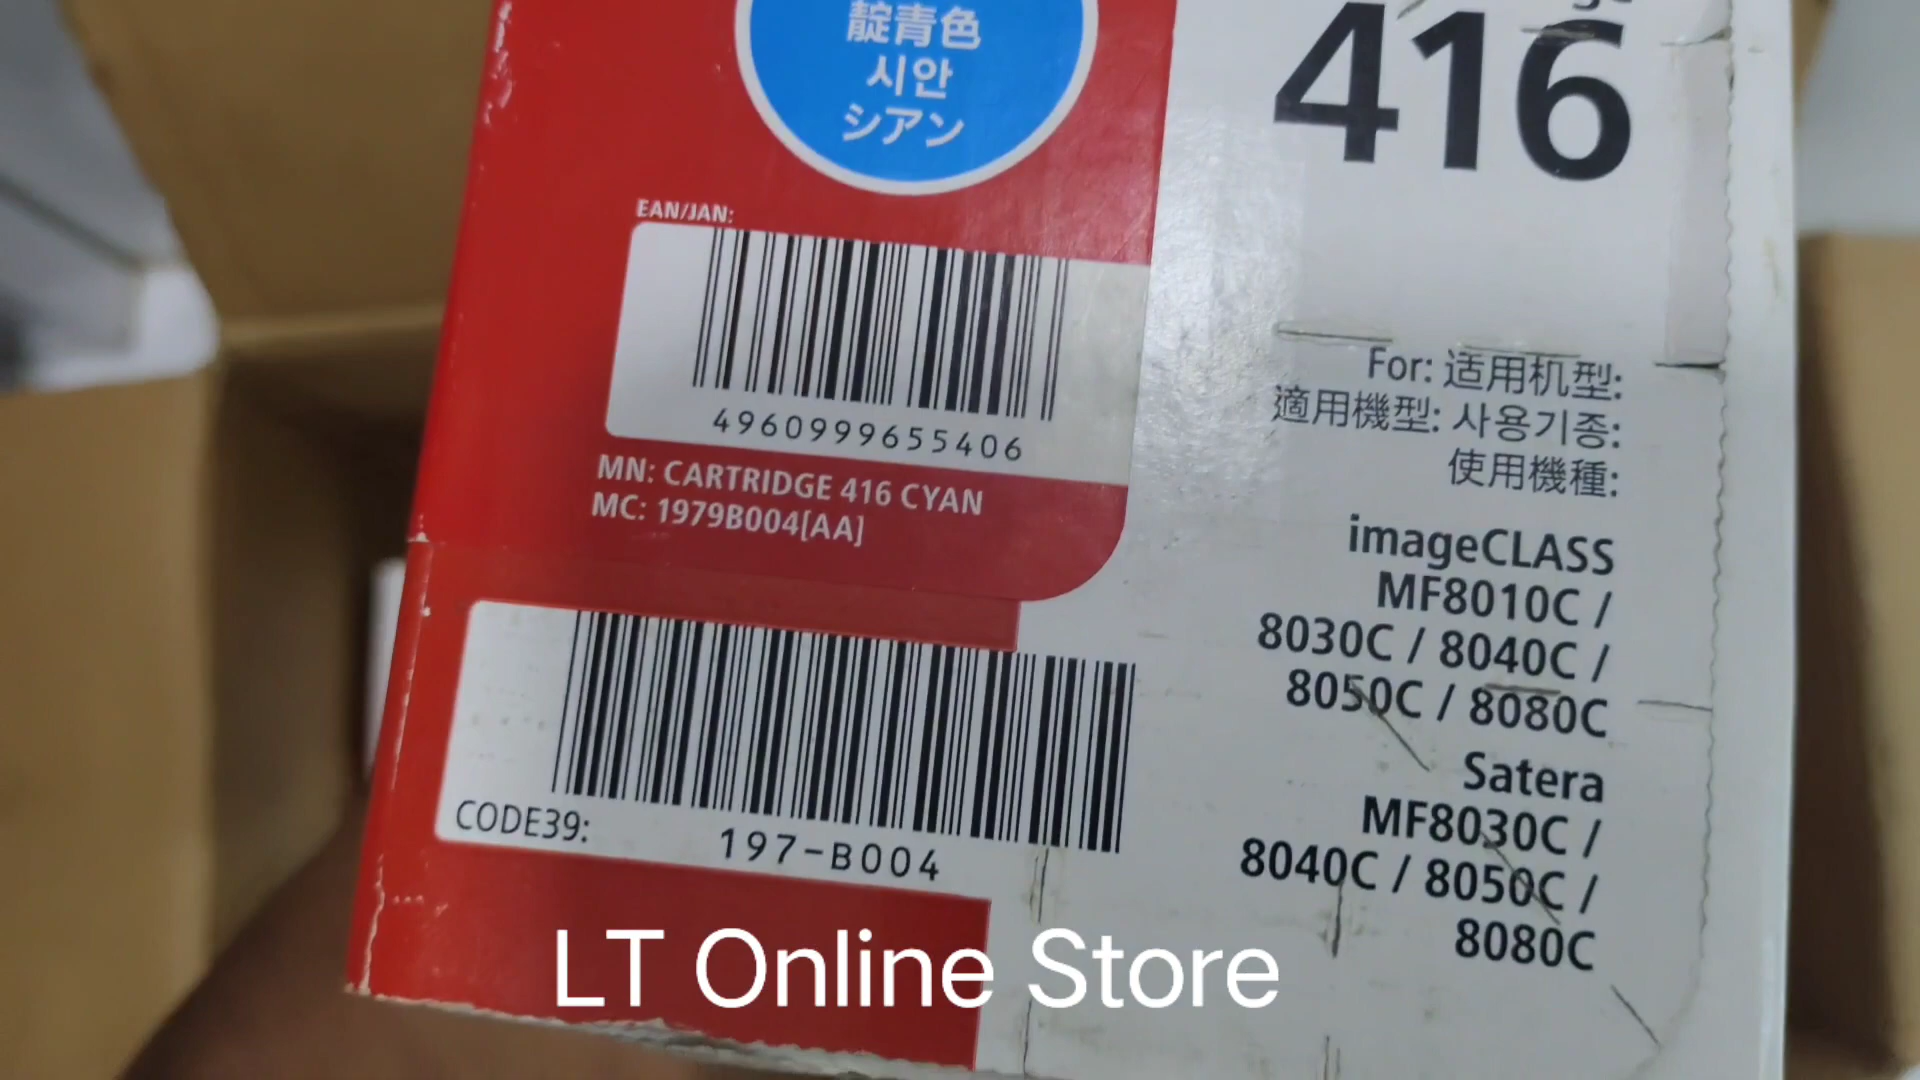 靛青色
시안
シアン
416
EAN/JAN:
4960999655406
MN: CARTRIDGE 416 CYAN
MC: 1979B004[AA]
For: 适用机型:
適用機型: 사용기종:
使用機種:
imageCLASS
MF8010C /
8030C / 8040C /
8050C / 8080C
Satera
MF8030C /
8040C / 8050C /
8080C
CODE39:
197-B004
LT Online Store